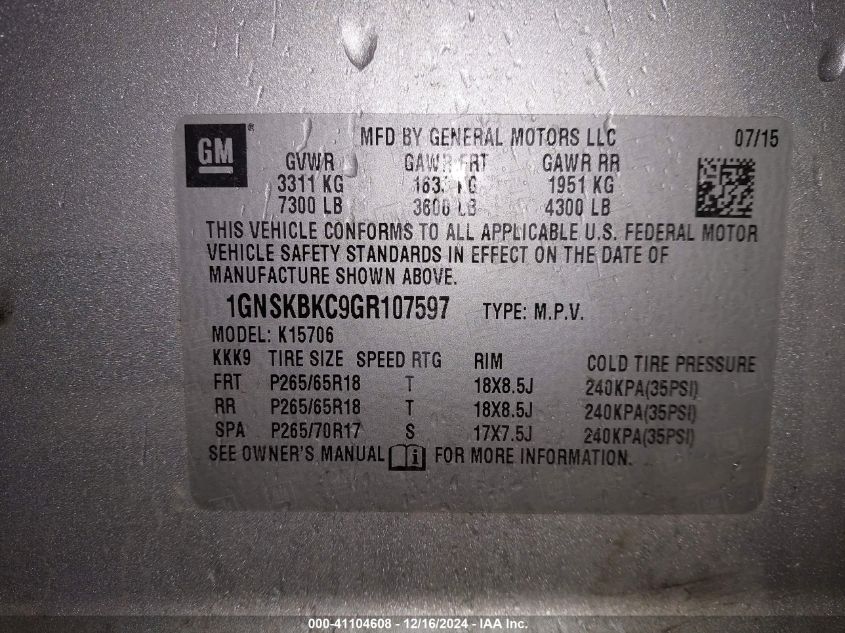 GM®
MFD BY GENERAL MOTORS LLC 07/15
GVWR GAWR FRT GAWR RR
3311 KG KG 1951 KG
7300 LB LB 4300 LB
THIS VEHICLE CONFORMS TO ALL APPLICABLE U.S. FEDERAL MOTOR
VEHICLE SAFETY STANDARDS IN EFFECT ON THE DATE OF
MANUFACTURE SHOWN ABOVE.
1GNSKBKC9GR107597 TYPE: M.P.V.
MODEL: K15706
KKK9 TIRE SIZE SPEED RTG RIM COLD TIRE PRESSURE
FRT P265/65R18 T 18X8.5J 240KPA(35PSI)
RR P265/65R18 T 18X8.5J 240KPA(35PSI)
SPA P265/70R17 S 17X7.5J 240KPA(35PSI)
SEE OWNER'S MANUAL i FOR MORE INFORMATION.
000-41104608 - 12/16/2024 - IAA Inc.